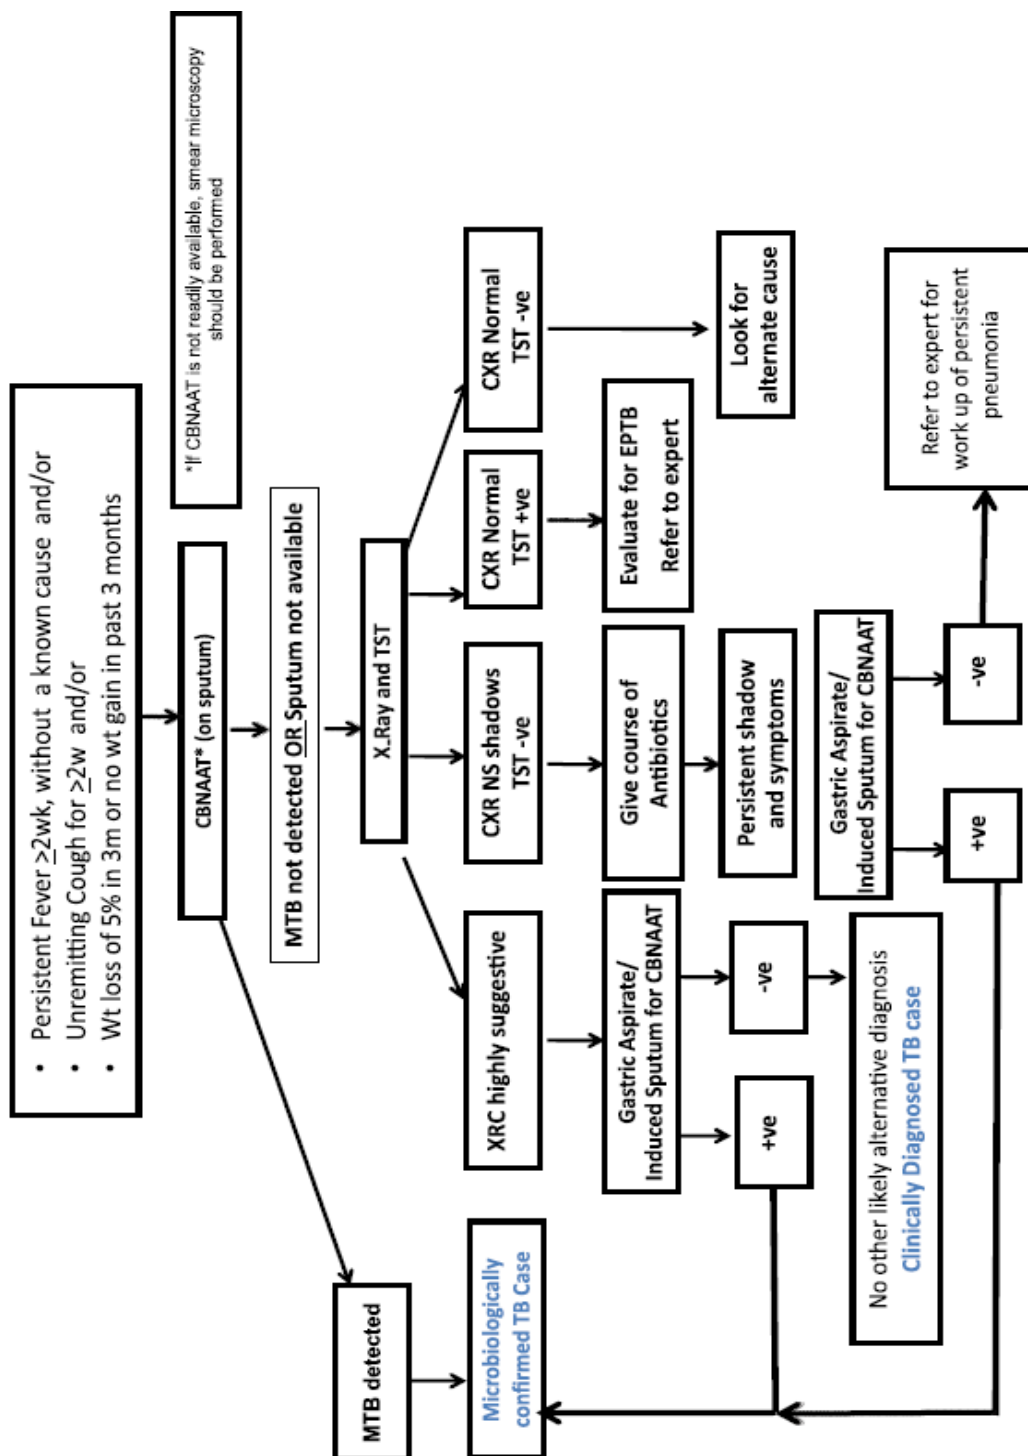 • Persistent Fever ≥2wk, without a known cause and/or
• Unremitting Cough for ≥2w and/or
• Wt loss of 5% in 3m or no wt gain in past 3 months
*If CBNAAT is not readily available, smear microscopy
should be performed
CBNAAT* (on sputum)
MTB detected
MTB not detected OR Sputum not available
Microbiologically
confirmed TB Case
X.Ray and TST
XRC highly suggestive
CXR NS shadows
TST -ve
CXR Normal
TST +ve
CXR Normal
TST -ve
Gastric Aspirate/
Induced Sputum for CBNAAT
Give course of
Antibiotics
Evaluate for EPTB
Refer to expert
Look for
alternate cause
+ve
-ve
Persistent shadow
and symptoms
No other likely alternative diagnosis
Clinically Diagnosed TB case
Gastric Aspirate/
Induced Sputum for CBNAAT
+ve
-ve
Refer to expert for
work up of persistent
pneumonia